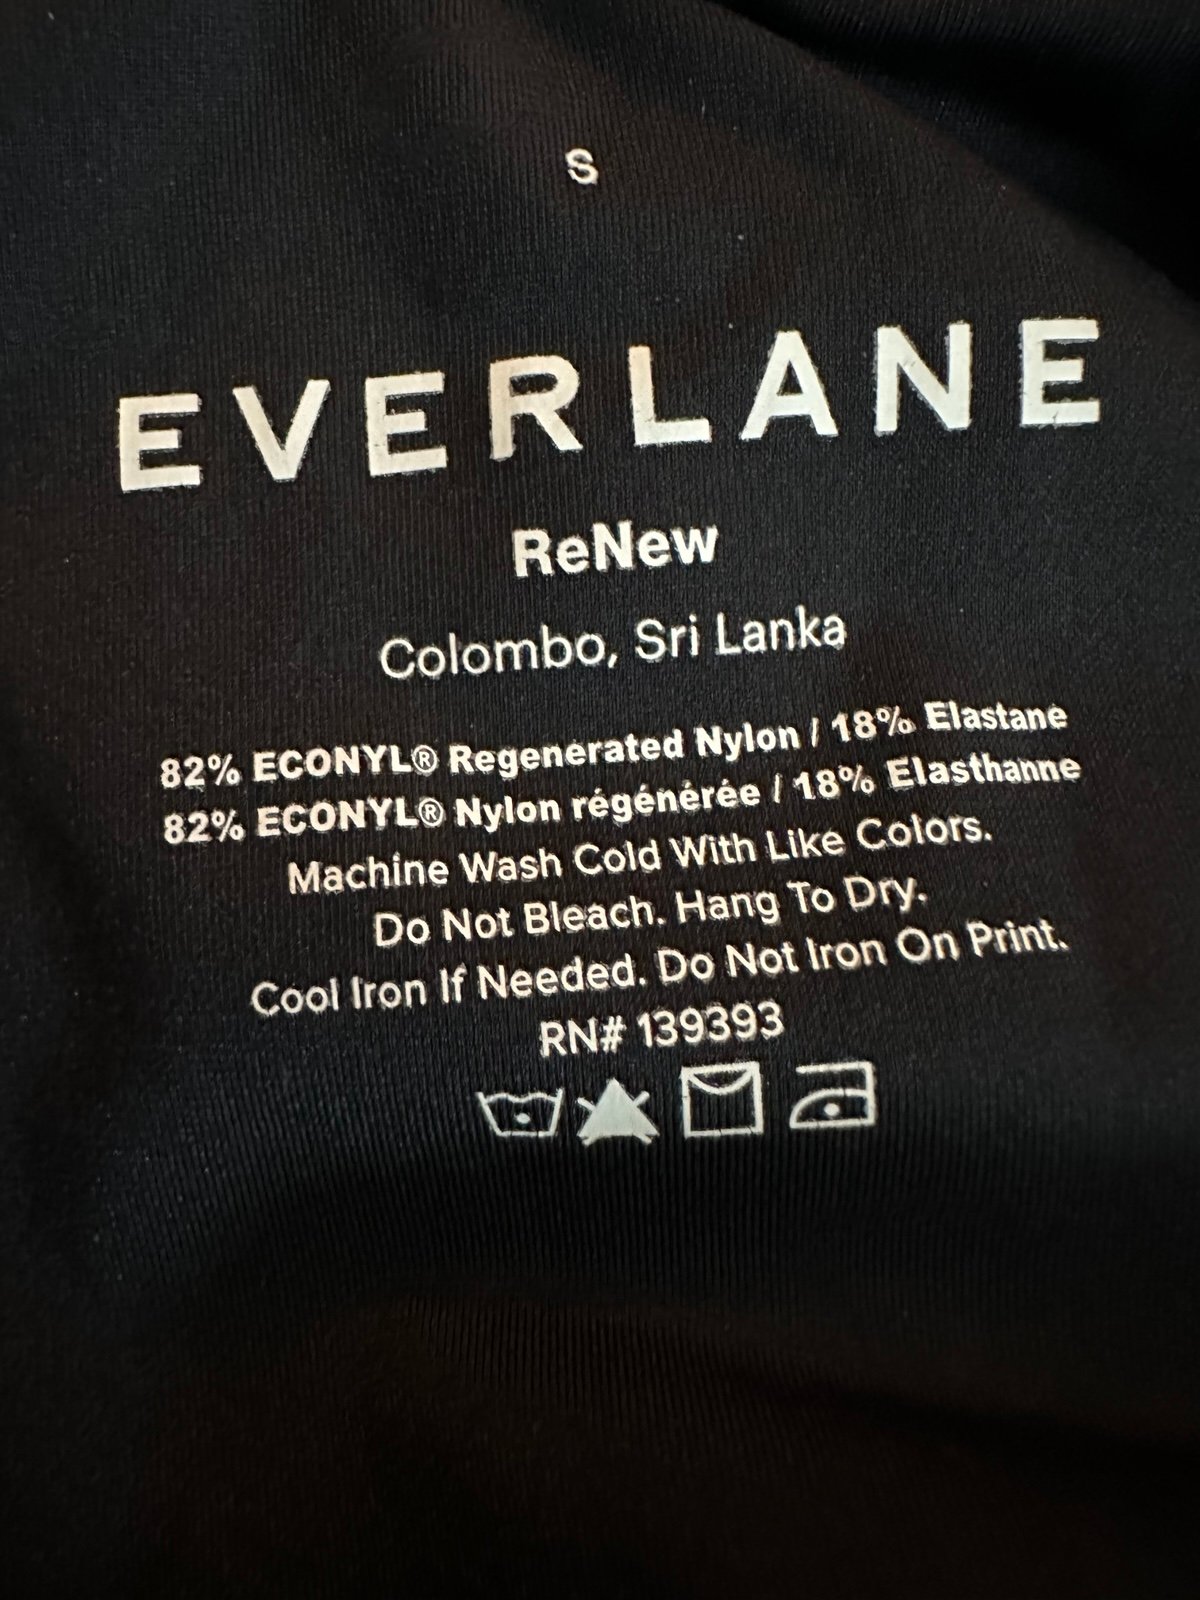 S
EVERLANE
ReNew
Colombo, Sri Lanka
82% ECONYL® Regenerated Nylon / 18% Elastane
82% ECONYL® Nylon régénérée / 18% Elasthanne
Machine Wash Cold With Like Colors.
Do Not Bleach. Hang To Dry.
Cool Iron If Needed. Do Not Iron On Print.
RN# 139393